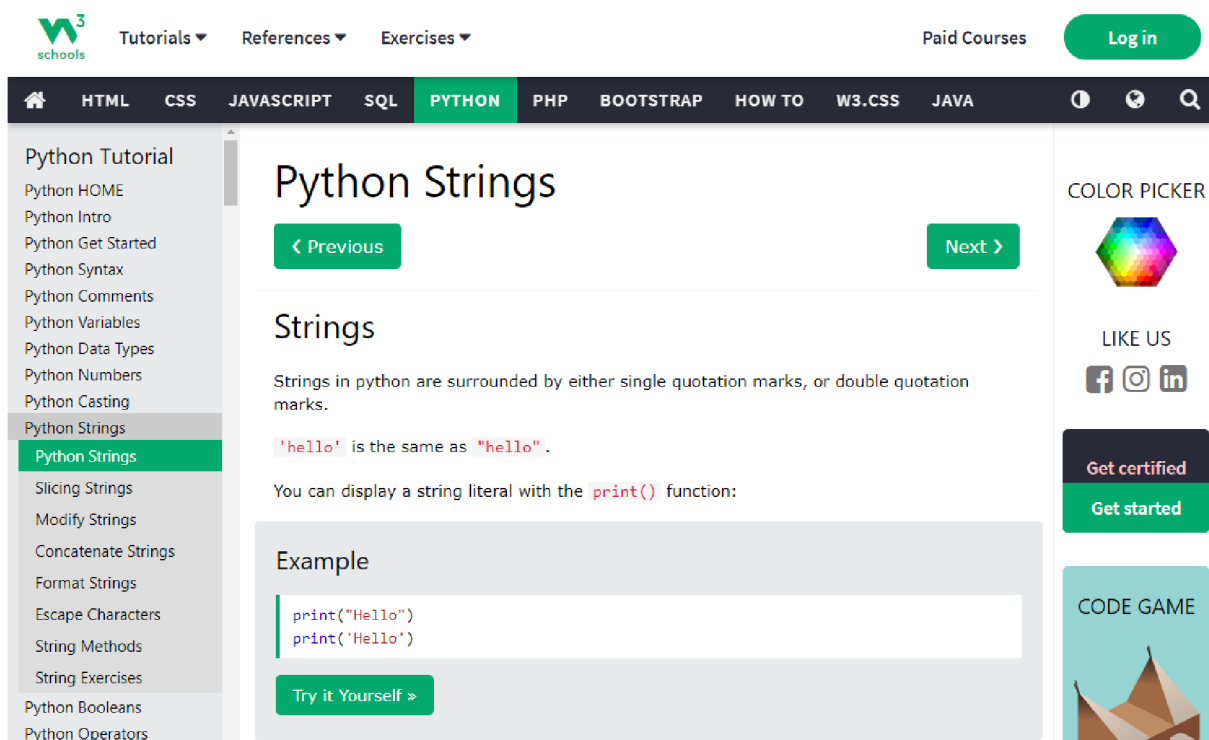 3
schools
Tutorials
References
Exercises
Paid Courses
Log in
HTML
CSS
JAVASCRIPT
SQL
PYTHON
PHP
BOOTSTRAP
HOW TO
W3.CSS
JAVA
Python Tutorial
Python HOME
Python Intro
Python Get Started
Python Syntax
Python Comments
Python Variables
Python Data Types
Python Numbers
Python Casting
Python Strings
Python Strings
Slicing Strings
Modify Strings
Concatenate Strings
Format Strings
Escape Characters
String Methods
String Exercises
Python Booleans
Python Operators
Python Strings
❮ Previous
Next ❯
Strings
Strings in python are surrounded by either single quotation marks, or double quotation
marks.
'hello' is the same as "hello".
You can display a string literal with the print() function:
Example
print("Hello")
print('Hello')
Try it Yourself »
COLOR PICKER
LIKE US
Get certified
Get started
CODE GAME